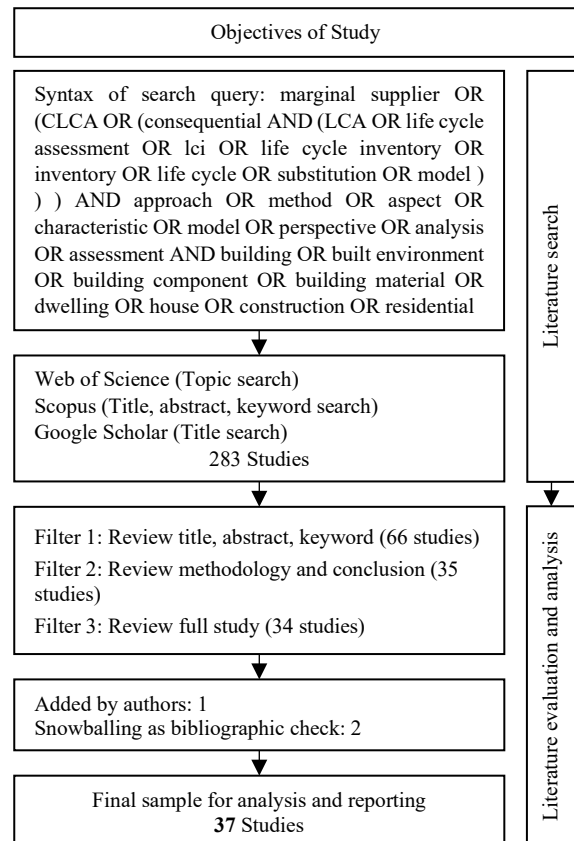 Objectives of Study
Syntax of search query: marginal supplier OR
(CLCA OR (consequential AND (LCA OR life cycle
assessment OR lci OR life cycle inventory OR
inventory OR life cycle OR substitution OR model )
) ) AND approach OR method OR aspect OR
characteristic OR model OR perspective OR analysis
OR assessment AND building OR built environment
OR building component OR building material OR
dwelling OR house OR construction OR residential
Literature search
Web of Science (Topic search)
Scopus (Title, abstract, keyword search)
Google Scholar (Title search)
283 Studies
Filter 1: Review title, abstract, keyword (66 studies)
Filter 2: Review methodology and conclusion (35
studies)
Filter 3: Review full study (34 studies)
Literature evaluation and analysis
Added by authors: 1
Snowballing as bibliographic check: 2
Final sample for analysis and reporting
37 Studies